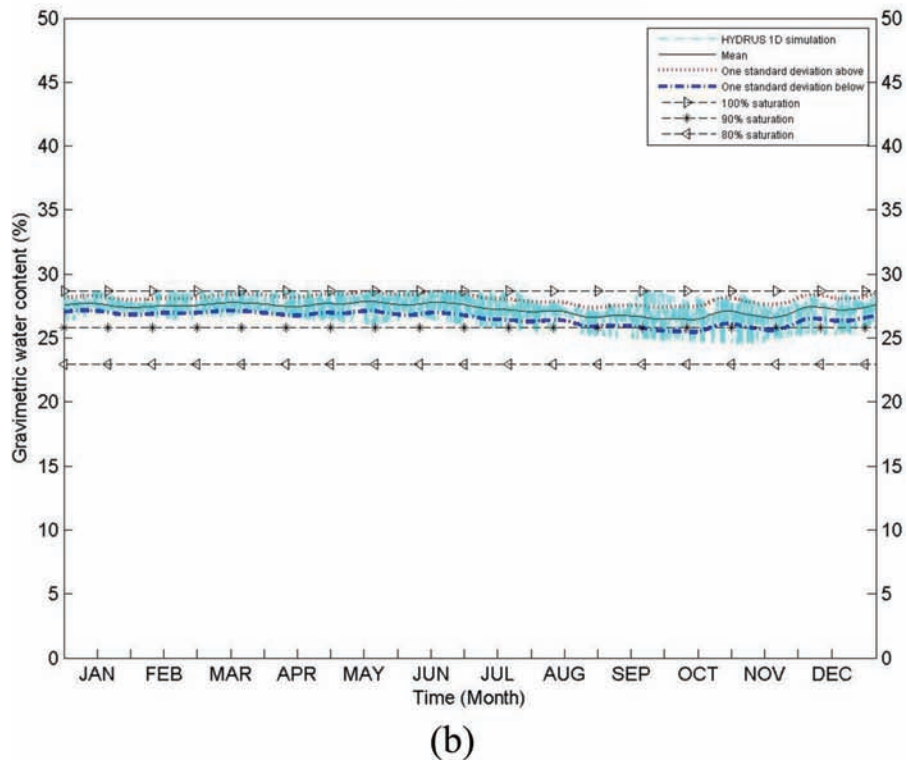 50
45
40
35
30
25
20
15
10
5
0
50
45
40
35
30
25
20
15
10
5
0
HYDRUS 1D simulation
Mean
One standard deviation above
One standard deviation below
100% saturation
90% saturation
80% saturation
Gravimetric water content (%)
JAN FEB MAR APR MAY JUN JUL AUG SEP OCT NOV DEC
Time (Month)
(b)